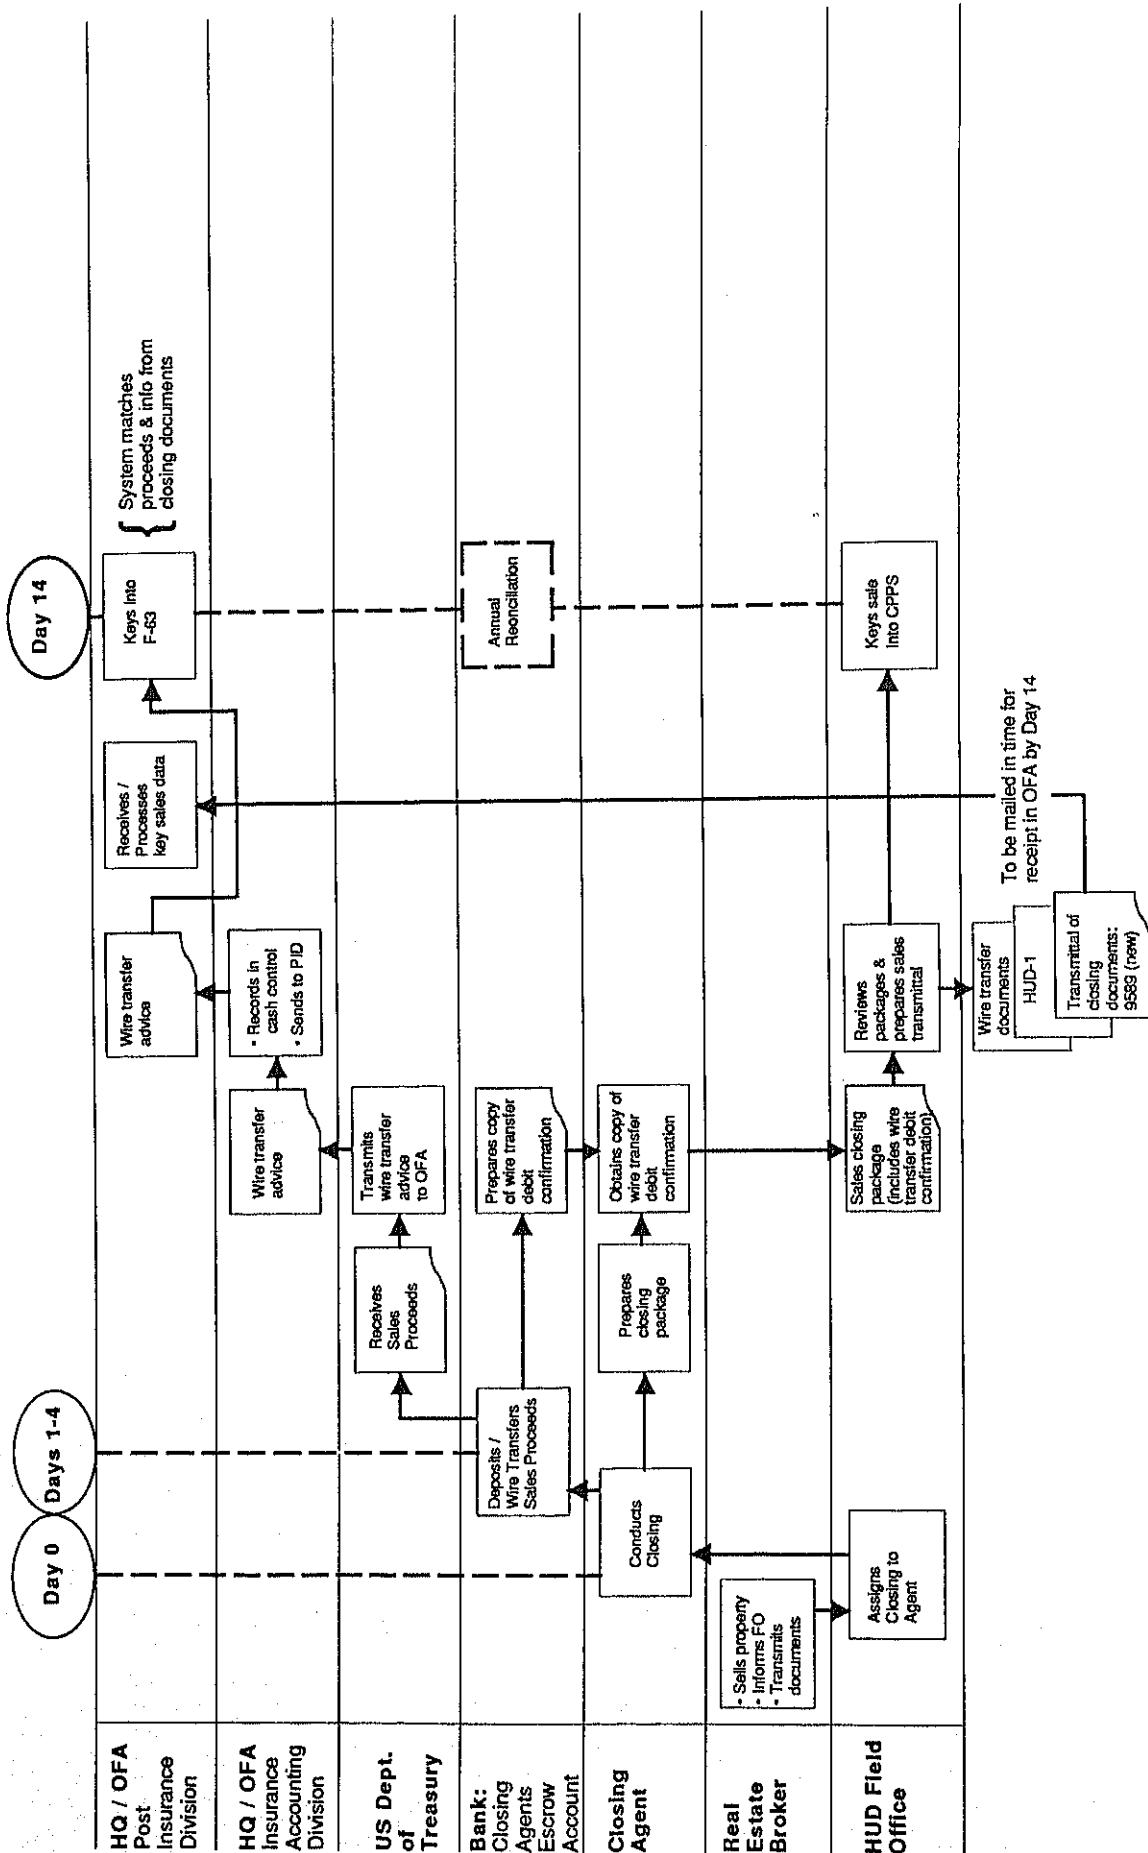 Day 0
Days 1-4
Day 14
HQ / OFA
Post
Insurance
Division
Wire transfer
advice
Receives /
Processes
key sales data
Keys into
F-63
System matches
proceeds & info from
closing documents
HQ / OFA
Insurance
Accounting
Division
Wire transfer
advice
• Records in
cash control
• Sends to PID
US Dept.
of
Treasury
Receives
Sales
Proceeds
Transmits
wire transfer
advice
to OFA
Bank:
Closing
Agents
Escrow
Account
Deposits /
Wire Transfers
Sales Proceeds
Prepares copy
of wire transfer
debit
confirmation
Annual
Reoncillation
Closing
Agent
Conducts
Closing
Prepares
closing
package
Obtains copy of
wire transfer
debit
confirmation
Real
Estate
Broker
• Sells property
• Informs FO
• Transmits
documents
HUD Field
Office
Assigns
Closing to
Agent
Sales closing
package
(includes wire
transfer debit
confirmation)
Reviews
packages &
prepares sales
transmittal
Keys sale
into CPPS
Wire transfer
documents
HUD-1
Transmittal of
closing
documents:
9589 (new)
To be mailed in time for
receipt in OFA by Day 14